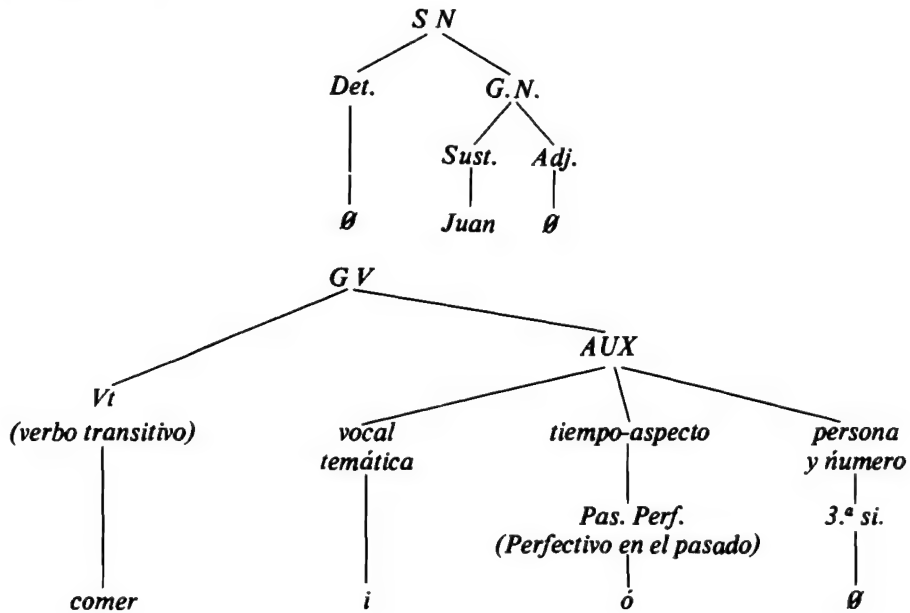 S N
Det. G.N.
Sust. Adj.
Ø Juan Ø
G V
AUX
Vt
(verbo transitivo) vocal tiempo-aspecto persona
temática y ńumero
Pas. Perf. 3.ª si.
(Perfectivo en el pasado)
comer i ó Ø